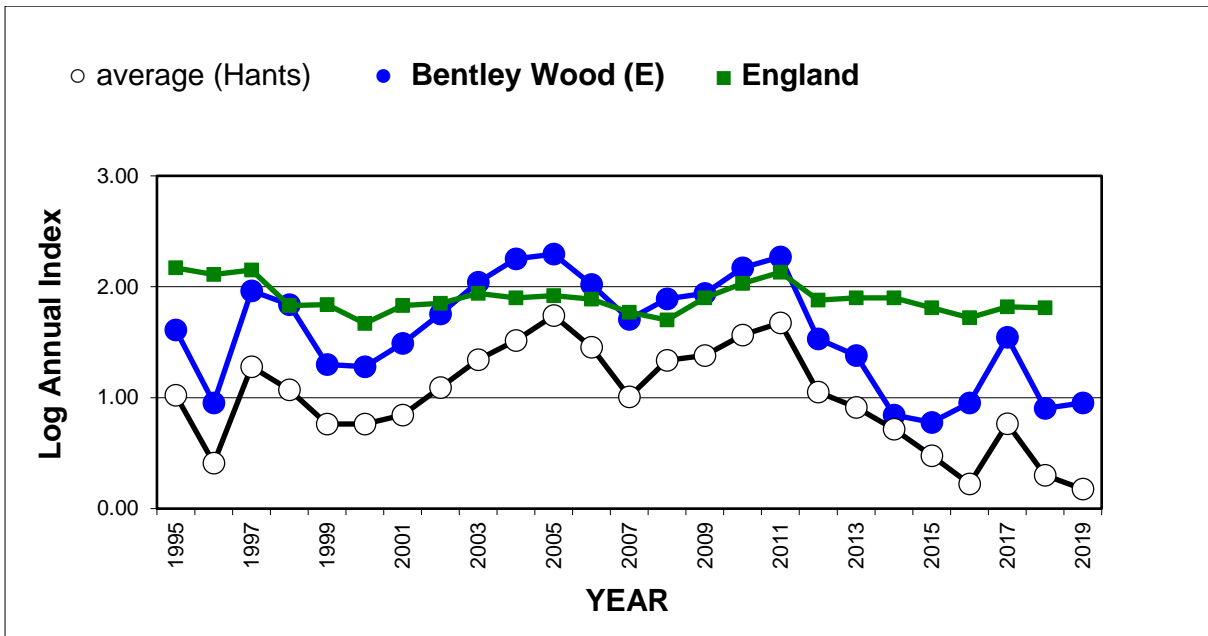 average (Hants) Bentley Wood (E) England
3.00
2.00
1.00
0.00
Log Annual Index
1995 1997 1999 2001 2003 2005 2007 2009 2011 2013 2015 2017 2019
YEAR